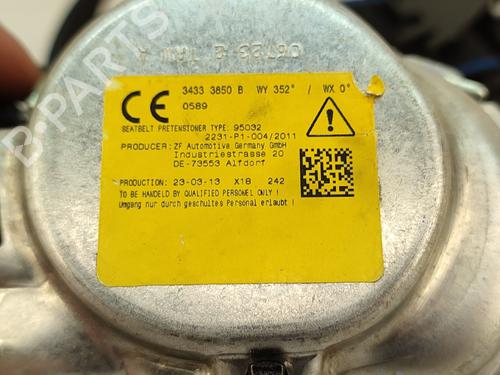 3433 3850 B WY 352° / WX 0°
CE
0589
SEATBELT PRETENSIONER TYPE: 95032
2231-P1-004/2011
PRODUCER: ZF Automotive Germany GmbH
Industriestrasse 20
DE-73553 Alfdorf
PRODUCTION: 23-03-13 X18 242
TO BE HANDELD BY QUALIFIED PERSONEL ONLY !
Umgang nur durch geschultes Personal erlaubt !